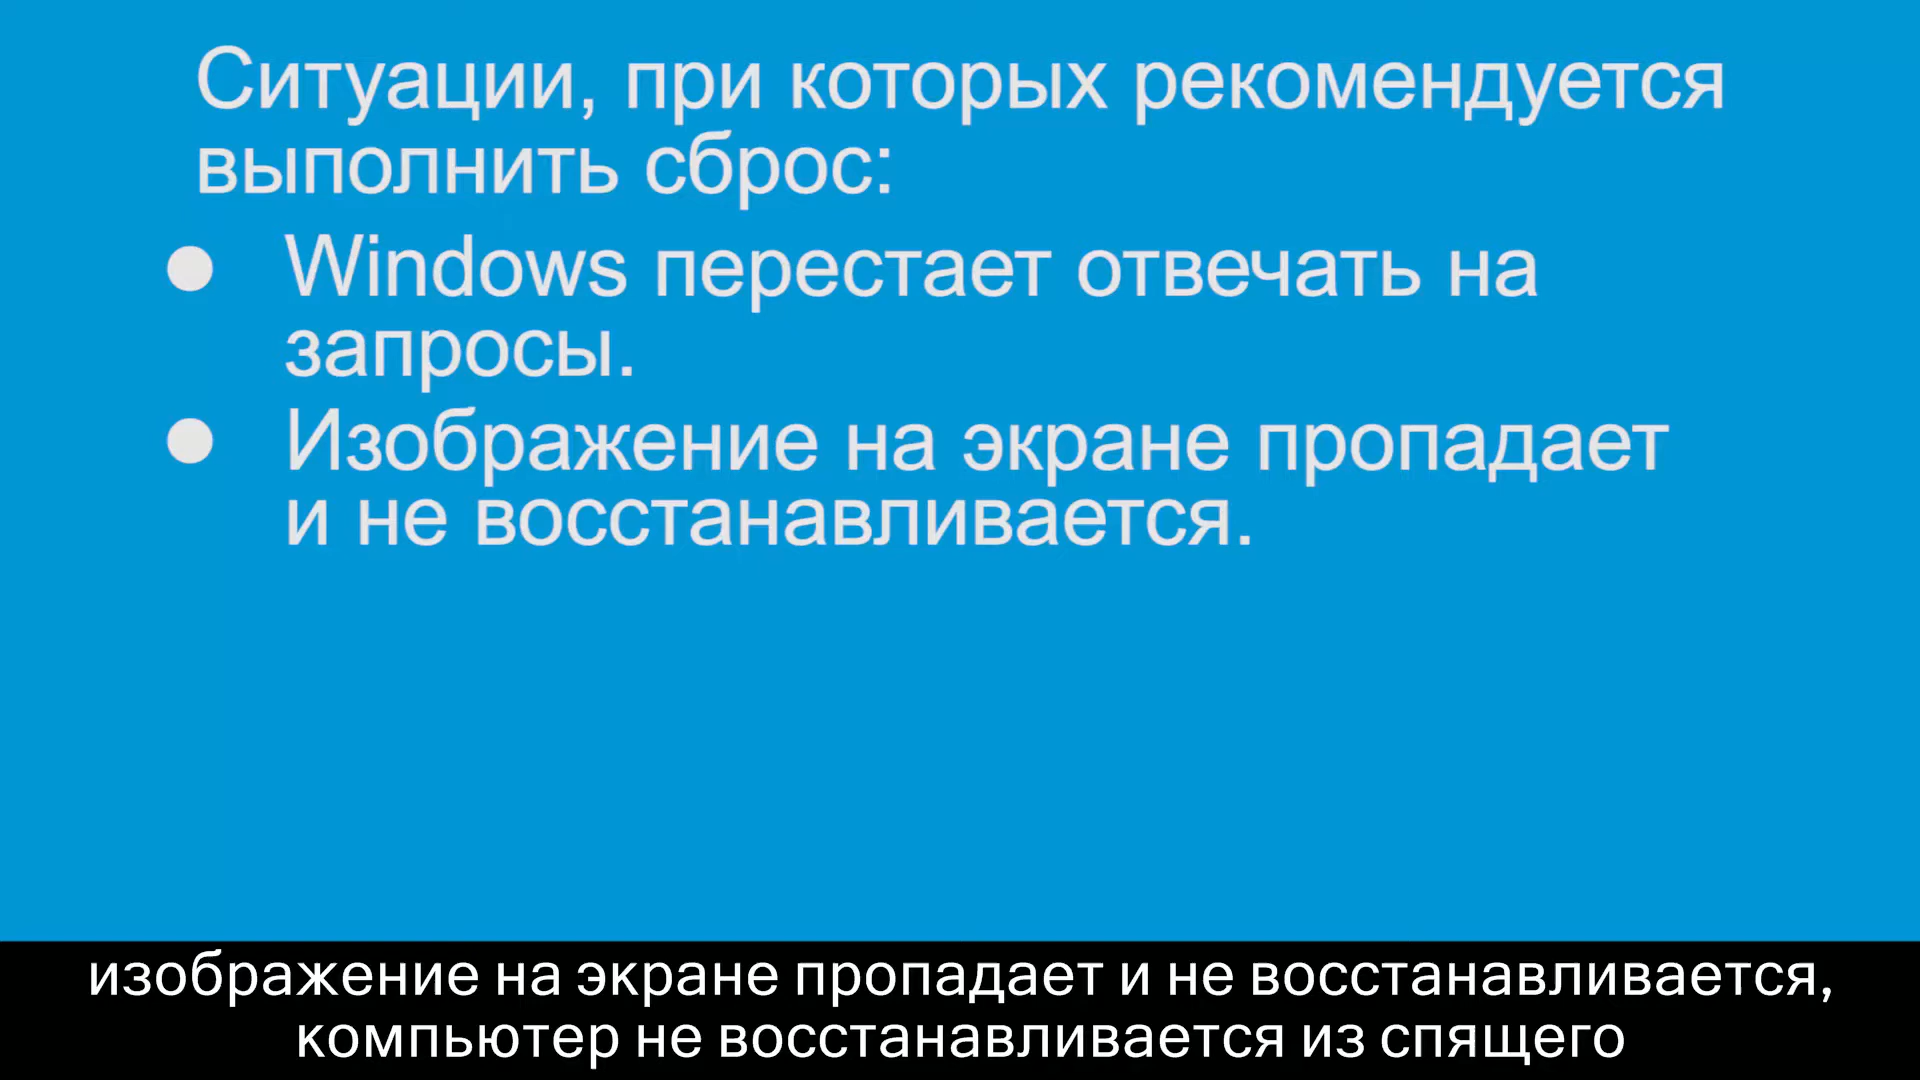 Ситуации, при которых рекомендуется
выполнить сброс:
● Windows перестает отвечать на
запросы.
● Изображение на экране пропадает
и не восстанавливается.
изображение на экране пропадает и не восстанавливается,
компьютер не восстанавливается из спящего